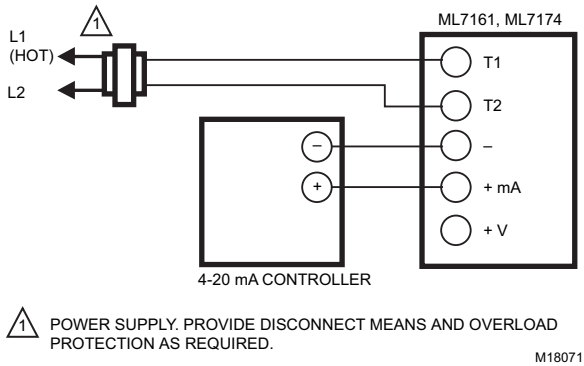 ML7161, ML7174
1
L1
(HOT)
L2
T1
T2
–
–
+
+ mA
+ V
4-20 mA CONTROLLER
1 POWER SUPPLY. PROVIDE DISCONNECT MEANS AND OVERLOAD
PROTECTION AS REQUIRED.
M18071